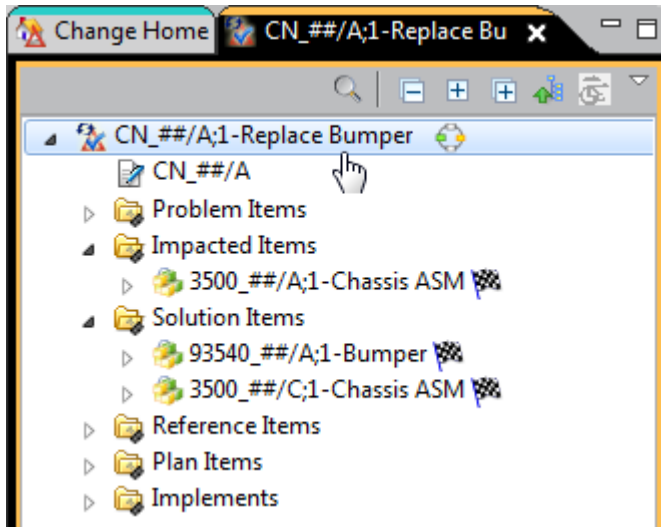 Change Home CN_##/A;1-Replace Bu
CN_##/A;1-Replace Bumper
CN_##/A
Problem Items
Impacted Items
3500_##/A;1-Chassis ASM
Solution Items
93540_##/A;1-Bumper
3500_##/C;1-Chassis ASM
Reference Items
Plan Items
Implements